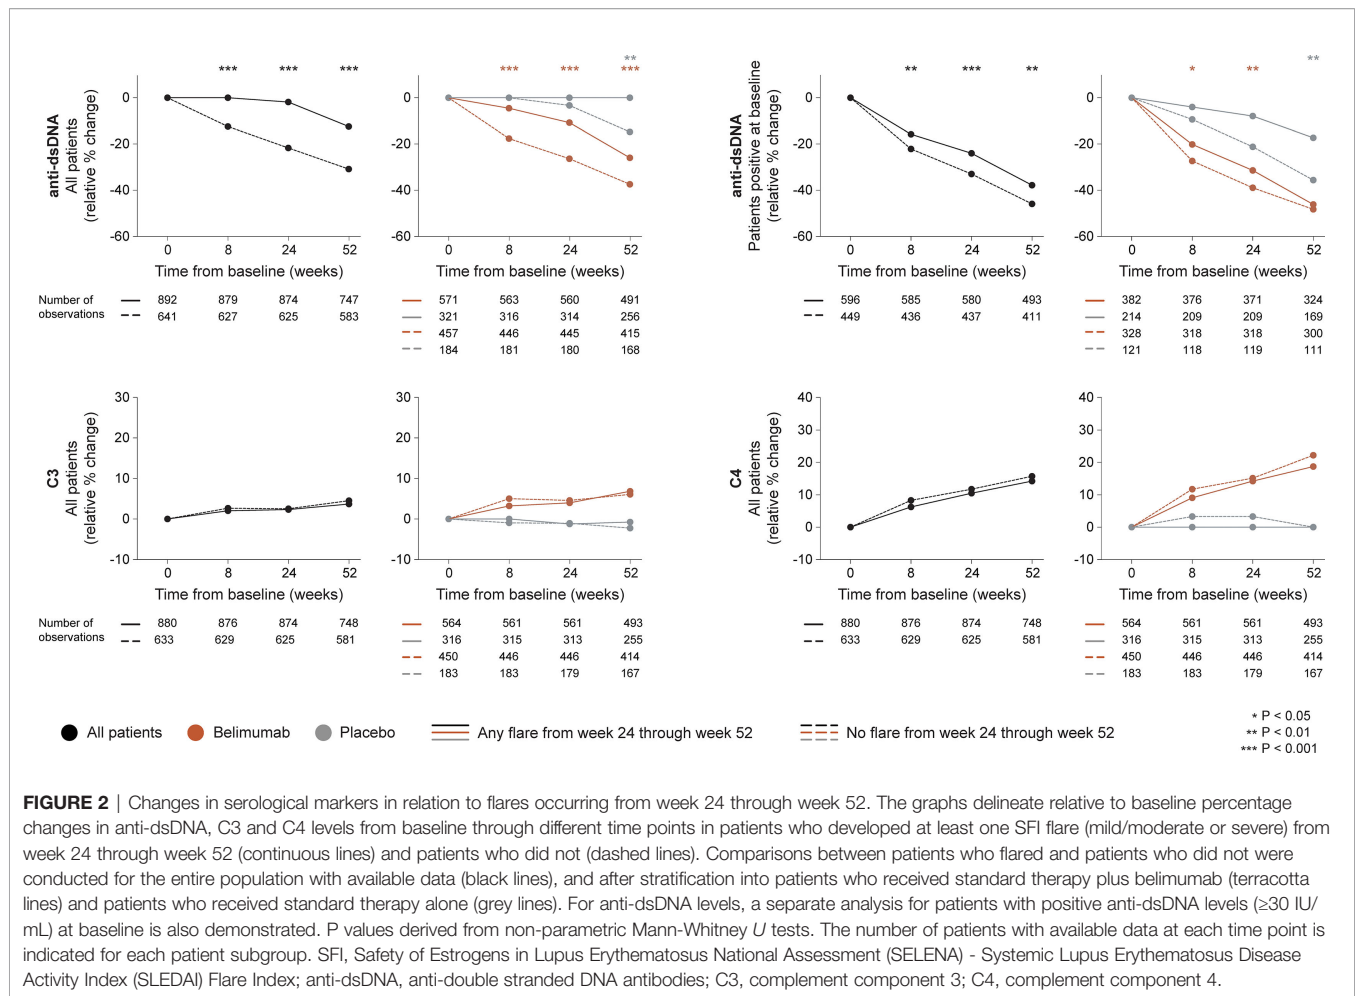 ** **
*** *** *** *** *** *** ** *** ** * **
0 0 0 0
-20 -20 -20 -20
-40 -40 -40 -40
-60 -60 -60 -60
anti-dsDNA
All patients
(relative % change)
anti-dsDNA
Patients positive at baseline
(relative % change)
0 8 24 52 0 8 24 52 0 8 24 52 0 8 24 52
Time from baseline (weeks) Time from baseline (weeks) Time from baseline (weeks) Time from baseline (weeks)
Number of 892 879 874 747 571 563 560 491 596 585 580 493 382 376 371 324
observations 641 627 625 583 321 316 314 256 449 436 437 411 214 209 209 169
457 446 445 415 328 318 318 300
184 181 180 168 121 118 119 111
30 30 40 40
20 20 30 30
10 10 20 20
0 0 10 10
-10 -10 0 0
-10 -10
C3
All patients
(relative % change)
C4
All patients
(relative % change)
0 8 24 52 0 8 24 52 0 8 24 52 0 8 24 52
Time from baseline (weeks) Time from baseline (weeks) Time from baseline (weeks) Time from baseline (weeks)
Number of 880 876 874 748 564 561 561 493 880 876 874 748 564 561 561 493
observations 633 629 625 581 316 315 313 255 633 629 625 581 316 315 313 255
450 446 446 414 450 446 446 414
183 183 179 167 183 183 179 167
All patients Belimumab Placebo Any flare from week 24 through week 52 No flare from week 24 through week 52
* P < 0.05
** P < 0.01
*** P < 0.001
FIGURE 2 | Changes in serological markers in relation to flares occurring from week 24 through week 52. The graphs delineate relative to baseline percentage
changes in anti-dsDNA, C3 and C4 levels from baseline through different time points in patients who developed at least one SFI flare (mild/moderate or severe) from
week 24 through week 52 (continuous lines) and patients who did not (dashed lines). Comparisons between patients who flared and patients who did not were
conducted for the entire population with available data (black lines), and after stratification into patients who received standard therapy plus belimumab (terracotta
lines) and patients who received standard therapy alone (grey lines). For anti-dsDNA levels, a separate analysis for patients with positive anti-dsDNA levels (≥30 IU/
mL) at baseline is also demonstrated. P values derived from non-parametric Mann-Whitney U tests. The number of patients with available data at each time point is
indicated for each patient subgroup. SFI, Safety of Estrogens in Lupus Erythematosus National Assessment (SELENA) - Systemic Lupus Erythematosus Disease
Activity Index (SLEDAI) Flare Index; anti-dsDNA, anti-double stranded DNA antibodies; C3, complement component 3; C4, complement component 4.